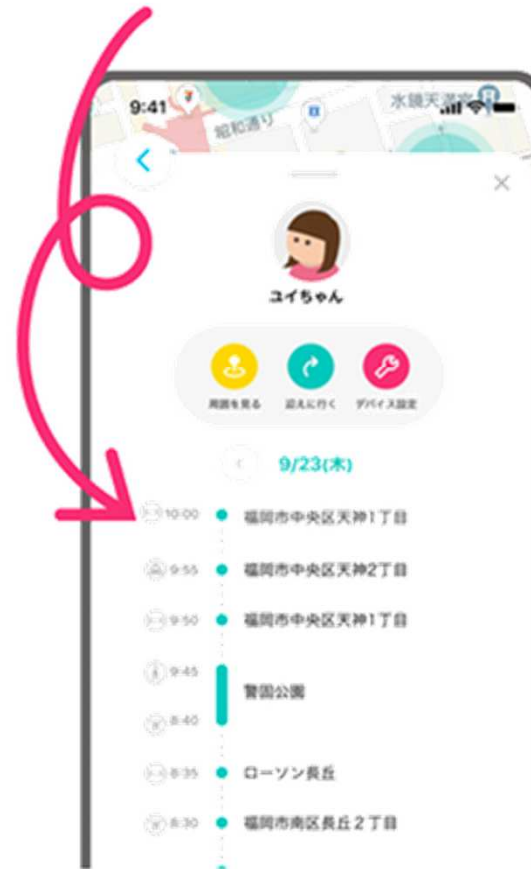 9:41
水鏡天満宮
昭和通り
ユイちゃん
周囲を見る
迎えに行く
デバイス設定
9/23(木)
10:00 福岡市中央区天神1丁目
9:55 福岡市中央区天神2丁目
9:50 福岡市中央区天神1丁目
9:45
警固公園
8:40
8:35 ローソン長丘
8:30 福岡市南区長丘２丁目